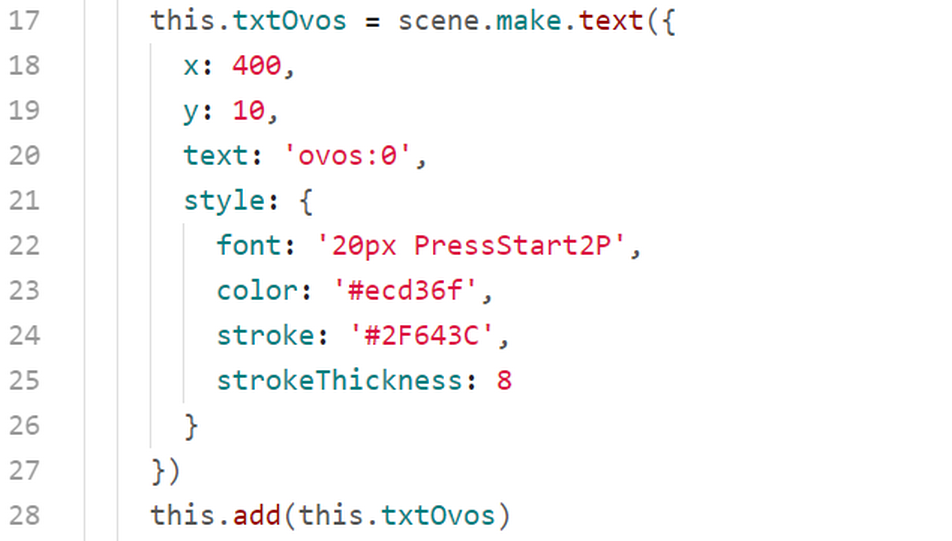 17 this.txtOvos = scene.make.text({
18 x: 400,
19 y: 10,
20 text: 'ovos:0',
21 style: {
22 font: '20px PressStart2P',
23 color: '#ecd36f',
24 stroke: '#2F643C',
25 strokeThickness: 8
26 }
27 })
28 this.add(this.txtOvos)